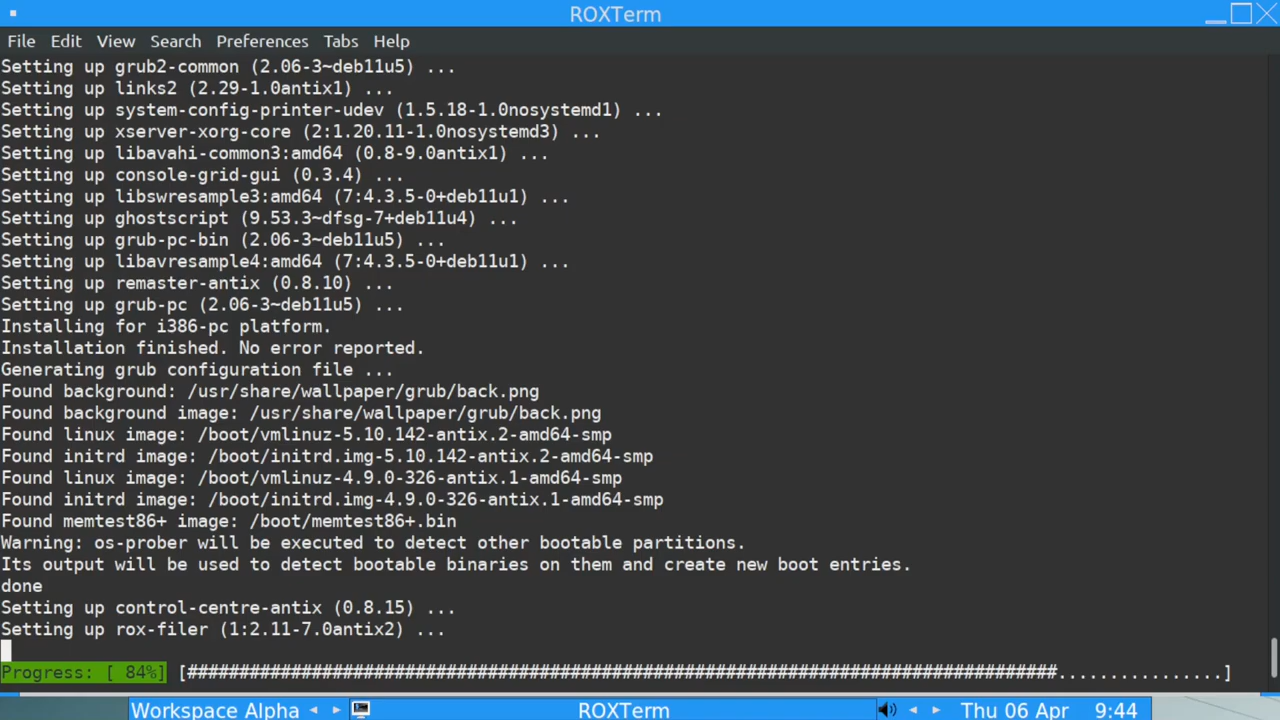 ROXTerm
File Edit View Search Preferences Tabs Help
Setting up grub2-common (2.06-3~deb11u5) ...
Setting up links2 (2.29-1.0antix1) ...
Setting up system-config-printer-udev (1.5.18-1.0nosystemd1) ...
Setting up xserver-xorg-core (2:1.20.11-1.0nosystemd3) ...
Setting up libavahi-common3:amd64 (0.8-9.0antix1) ...
Setting up console-grid-gui (0.3.4) ...
Setting up libswresample3:amd64 (7:4.3.5-0+deb11u1) ...
Setting up ghostscript (9.53.3~dfsg-7+deb11u4) ...
Setting up grub-pc-bin (2.06-3~deb11u5) ...
Setting up libavresample4:amd64 (7:4.3.5-0+deb11u1) ...
Setting up remaster-antix (0.8.10) ...
Setting up grub-pc (2.06-3~deb11u5) ...
Installing for i386-pc platform.
Installation finished. No error reported.
Generating grub configuration file ...
Found background: /usr/share/wallpaper/grub/back.png
Found background image: /usr/share/wallpaper/grub/back.png
Found linux image: /boot/vmlinuz-5.10.142-antix.2-amd64-smp
Found initrd image: /boot/initrd.img-5.10.142-antix.2-amd64-smp
Found linux image: /boot/vmlinuz-4.9.0-326-antix.1-amd64-smp
Found initrd image: /boot/initrd.img-4.9.0-326-antix.1-amd64-smp
Found memtest86+ image: /boot/memtest86+.bin
Warning: os-prober will be executed to detect other bootable partitions.
Its output will be used to detect bootable binaries on them and create new boot entries.
done
Setting up control-centre-antix (0.8.15) ...
Setting up rox-filer (1:2.11-7.0antix2) ...
Progress: [ 84%] [####################################################################################................]
Workspace Alpha ROXTerm Thu 06 Apr 9:44